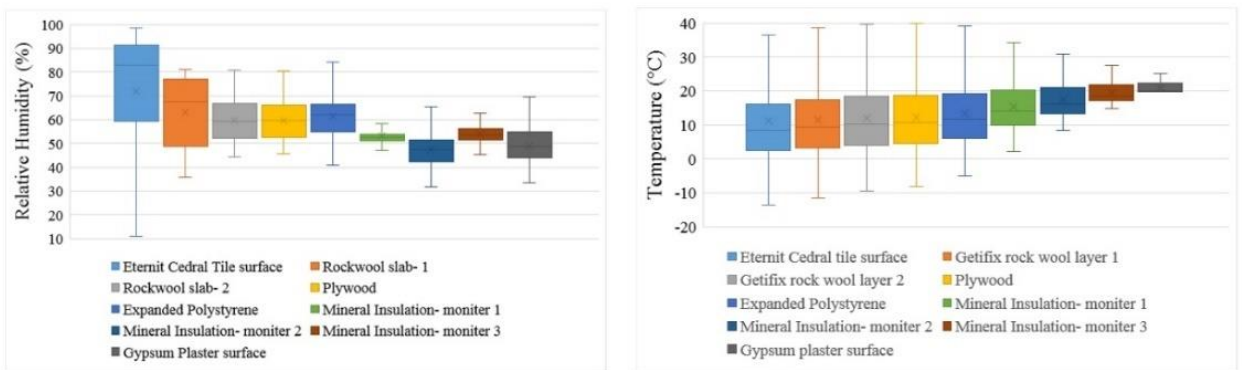 100
90
80
70
60
50
40
30
20
10
Relative Humidity (%)
Eternit Cedral Tile surface
Rockwool slab- 1
Rockwool slab- 2
Plywood
Expanded Polystyrene
Mineral Insulation- moniter 1
Mineral Insulation- moniter 2
Mineral Insulation- moniter 3
Gypsum Plaster surface
40
30
20
10
0
-10
-20
Temperature (°C)
Eternit Cedral tile surface
Getifix rock wool layer 1
Getifix rock wool layer 2
Plywood
Expanded Polystyrene
Mineral Insulation- moniter 1
Mineral Insulation- moniter 2
Mineral Insulation- moniter 3
Gypsum plaster surface